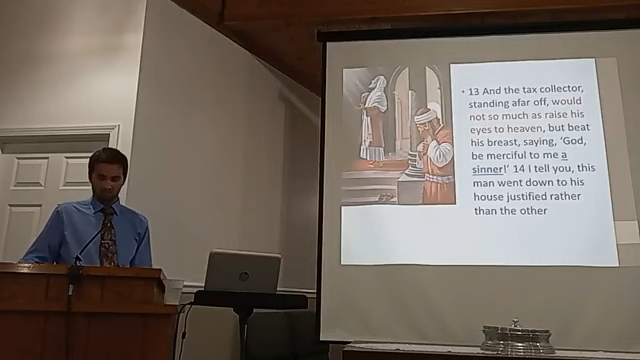 • 13 And the tax collector,
standing afar off, would
not so much as raise his
eyes to heaven, but beat
his breast, saying, ‘God,
be merciful to me a
sinner!’ 14 I tell you, this
man went down to his
house justified rather
than the other